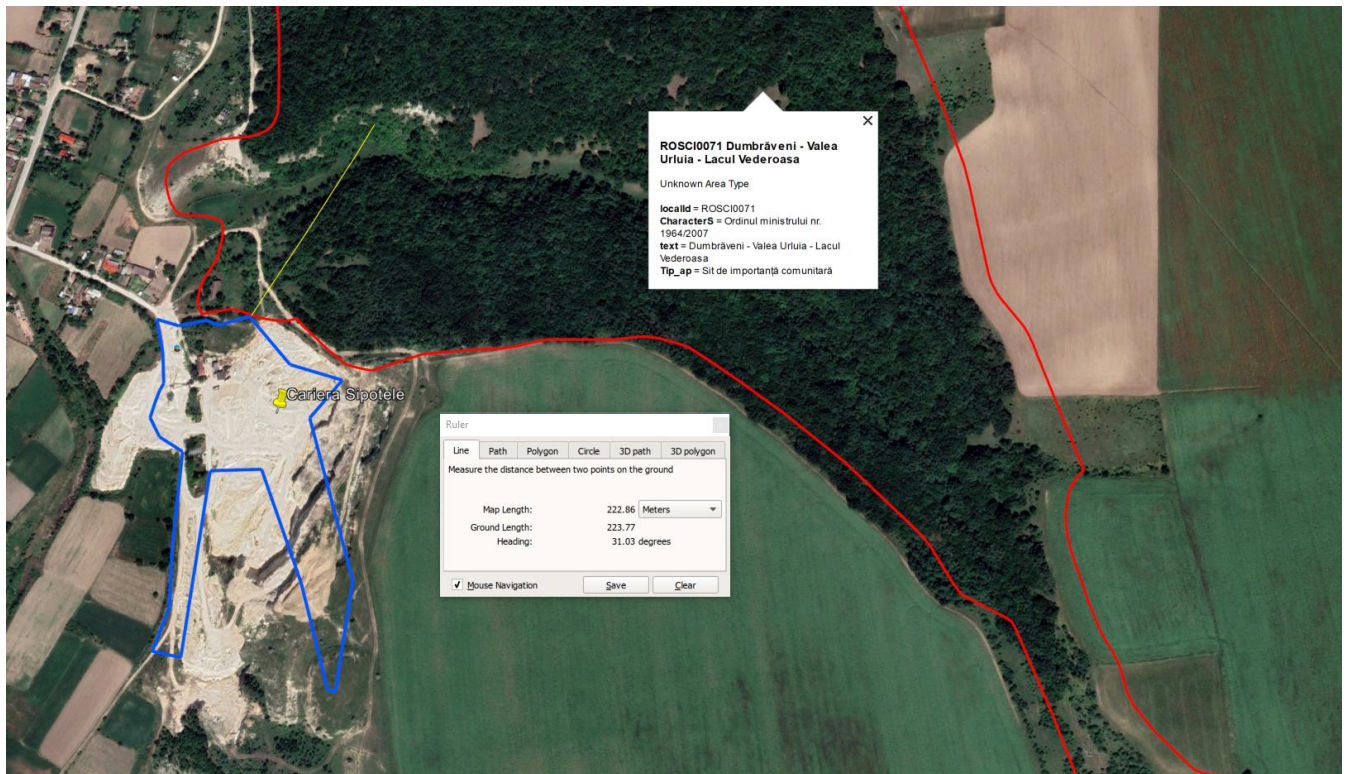 ROSCI0071 Dumbrăveni - Valea
Urluia - Lacul Vederoasa
Unknown Area Type
localId = ROSCI0071
CharacterS = Ordinul ministrului nr.
1964/2007
text = Dumbrăveni - Valea Urluia - Lacul
Vederoasa
Tip_ap = Sit de importanță comunitară
Cariera Sipotele
Ruler
Line Path Polygon Circle 3D path 3D polygon
Measure the distance between two points on the ground
Map Length: 222.86 Meters
Ground Length: 223.77
Heading: 31.03 degrees
Mouse Navigation Save Clear